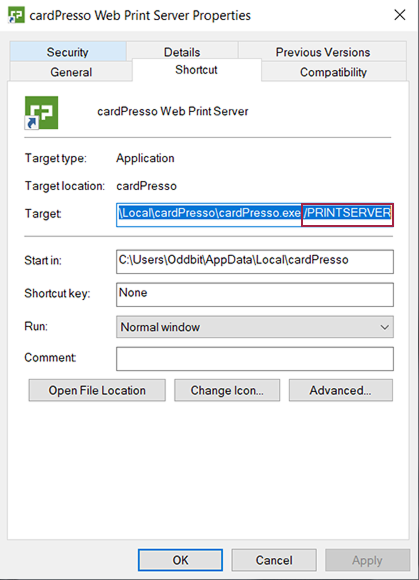 cardPresso Web Print Server Properties
Security Details Previous Versions
General Shortcut Compatibility
cardPresso Web Print Server
Target type: Application
Target location: cardPresso
Target: \Local\cardPresso\cardPresso.exe /PRINTSERVER
Start in: C:\Users\Oddbit\AppData\Local\cardPresso
Shortcut key: None
Run: Normal window
Comment:
Open File Location Change Icon... Advanced...
OK Cancel Apply